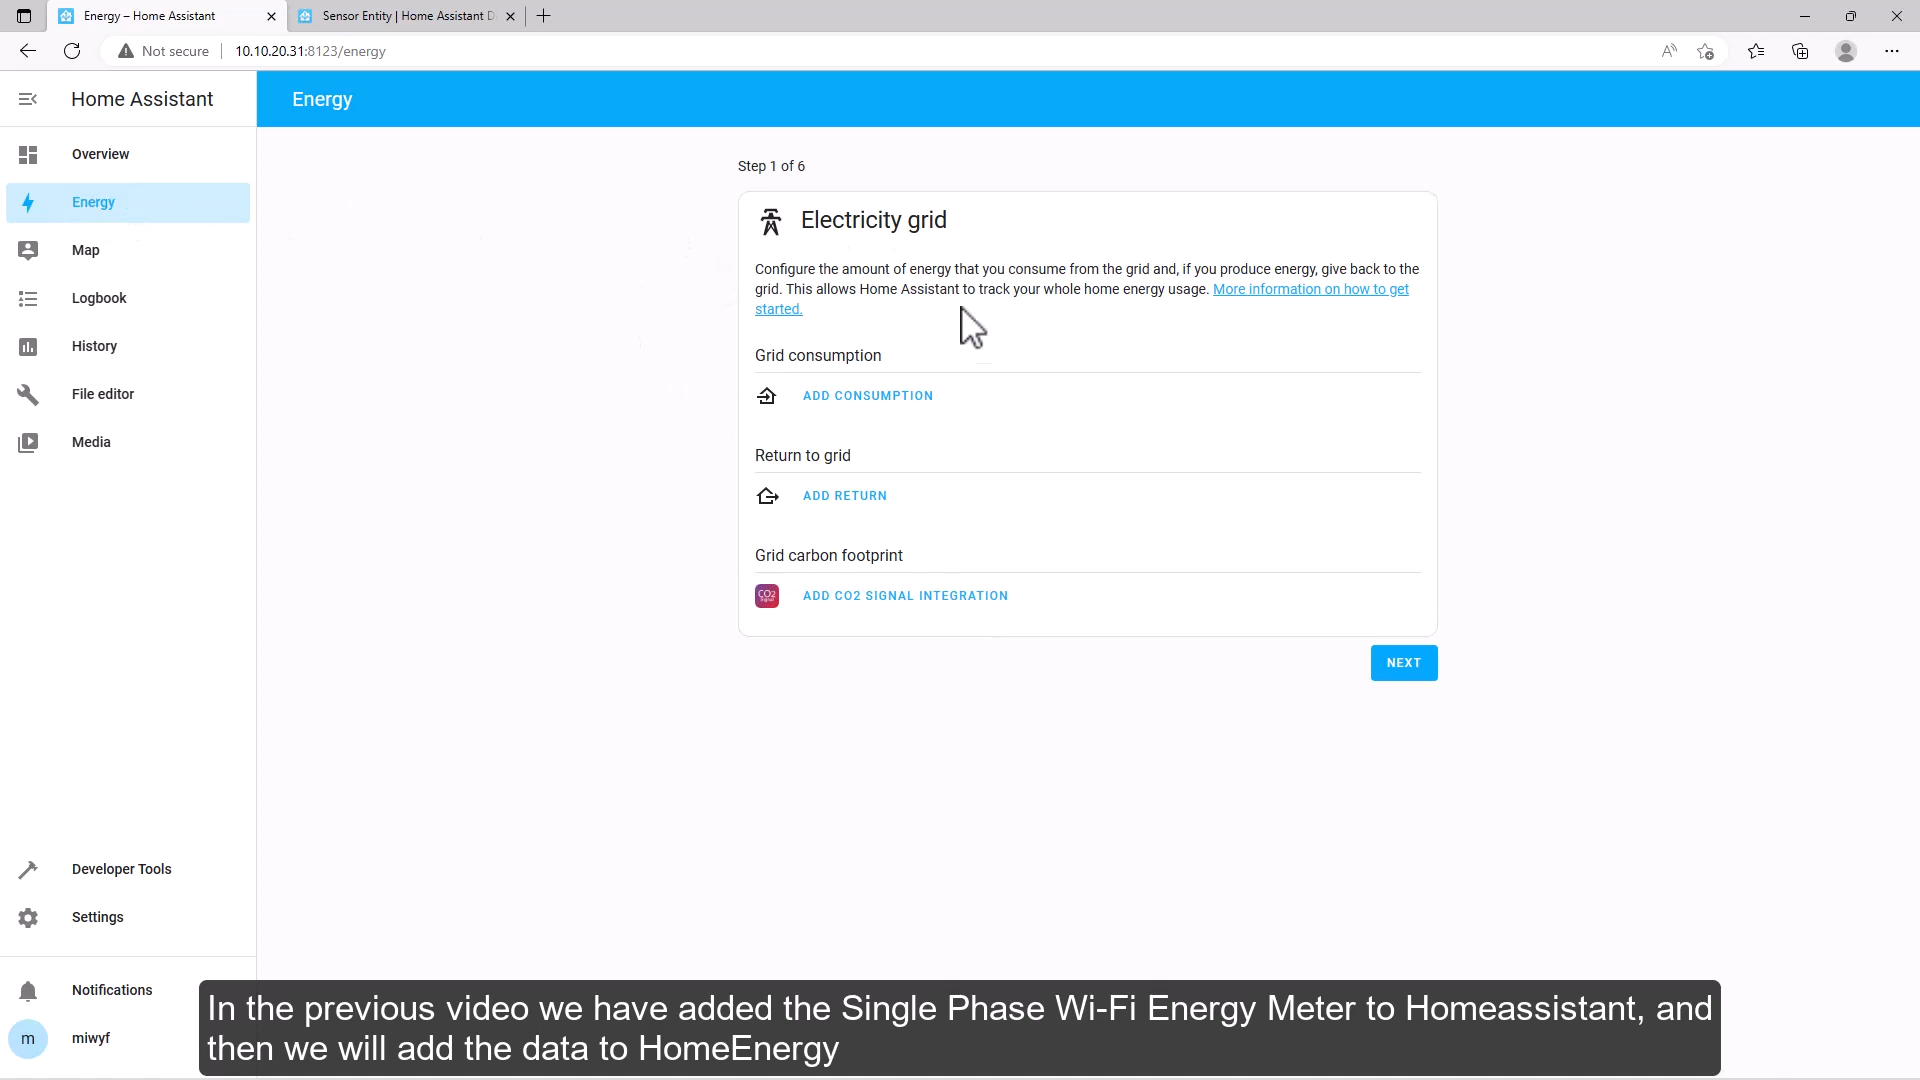 Energy – Home Assistant
Sensor Entity | Home Assistant D
Not secure
10.10.20.31:8123/energy
Home Assistant
Energy
Overview
Energy
Map
Logbook
History
File editor
Media
Developer Tools
Settings
Notifications
m
miwyf
Step 1 of 6
Electricity grid
Configure the amount of energy that you consume from the grid and, if you produce energy, give back to the
grid. This allows Home Assistant to track your whole home energy usage. More information on how to get
started.
Grid consumption
ADD CONSUMPTION
Return to grid
ADD RETURN
Grid carbon footprint
CO2
signal
ADD CO2 SIGNAL INTEGRATION
NEXT
In the previous video we have added the Single Phase Wi-Fi Energy Meter to Homeassistant, and
then we will add the data to HomeEnergy